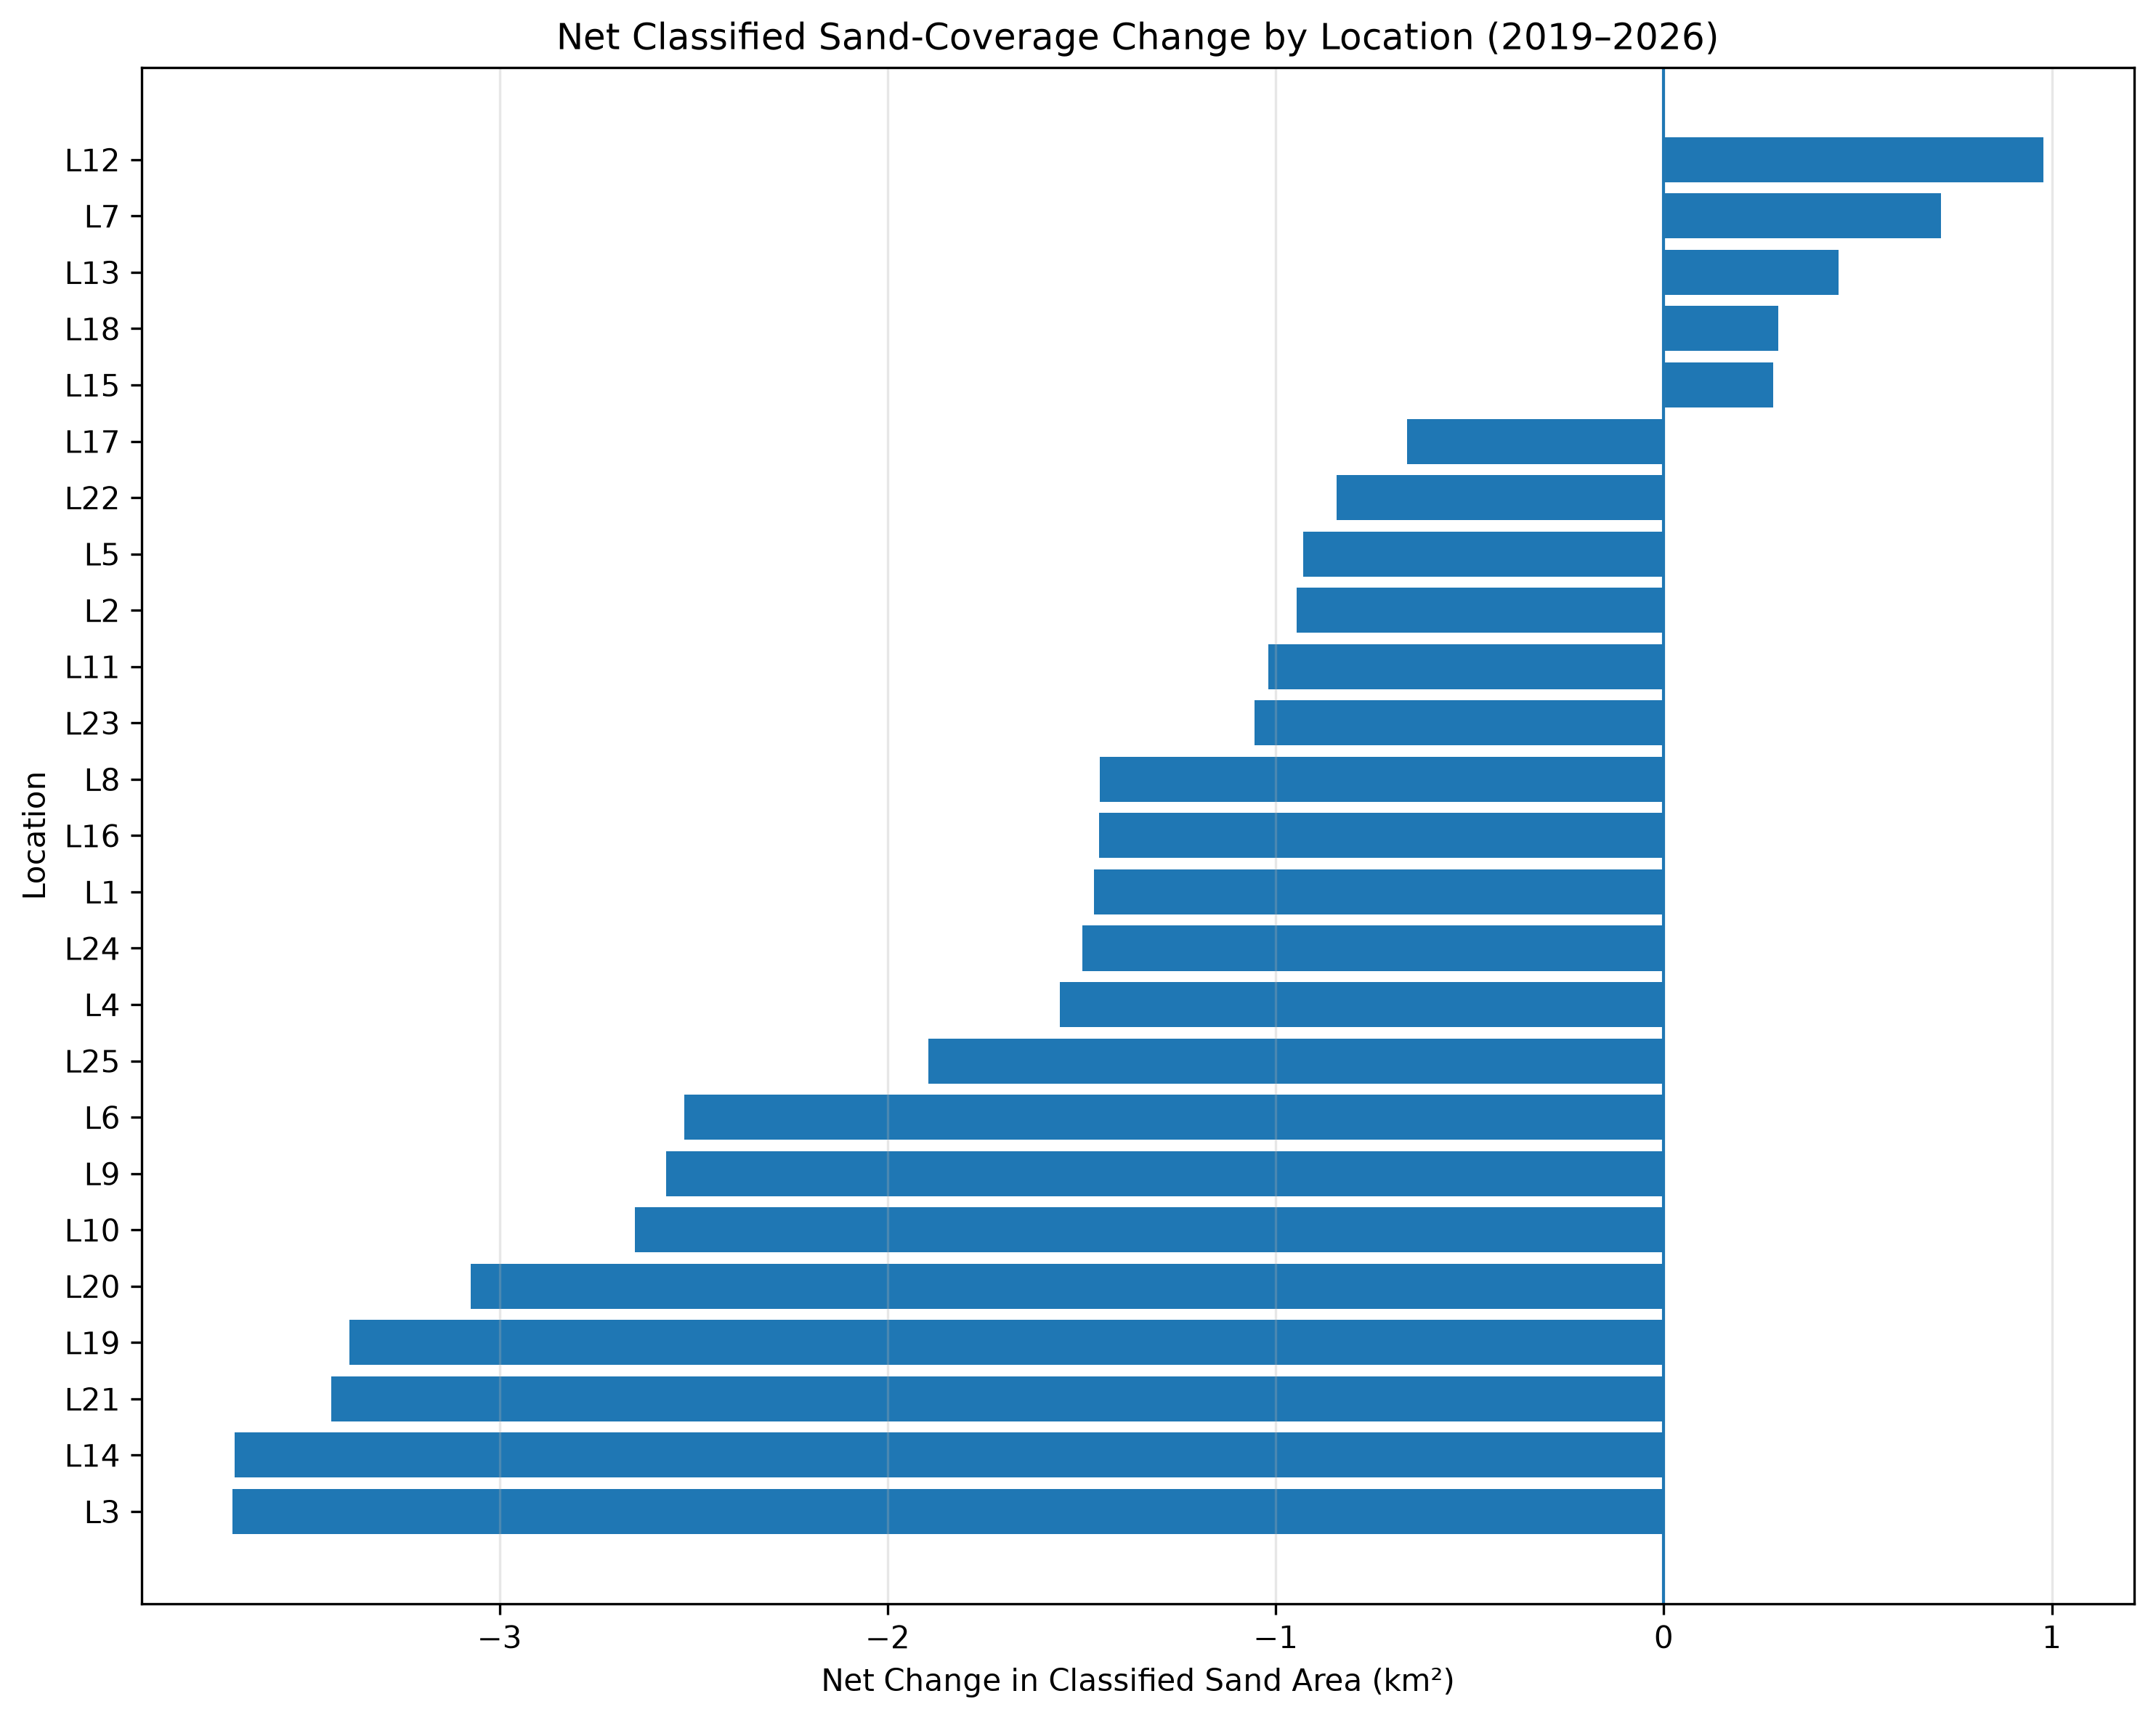 Net Classified Sand-Coverage Change by Location (2019–2026)
L12
L7
L13
L18
L15
L17
L22
L5
L2
L11
L23
L8
L16
L1
L24
L4
L25
L6
L9
L10
L20
L19
L21
L14
L3
Location
−3 −2 −1 0 1
Net Change in Classified Sand Area (km²)